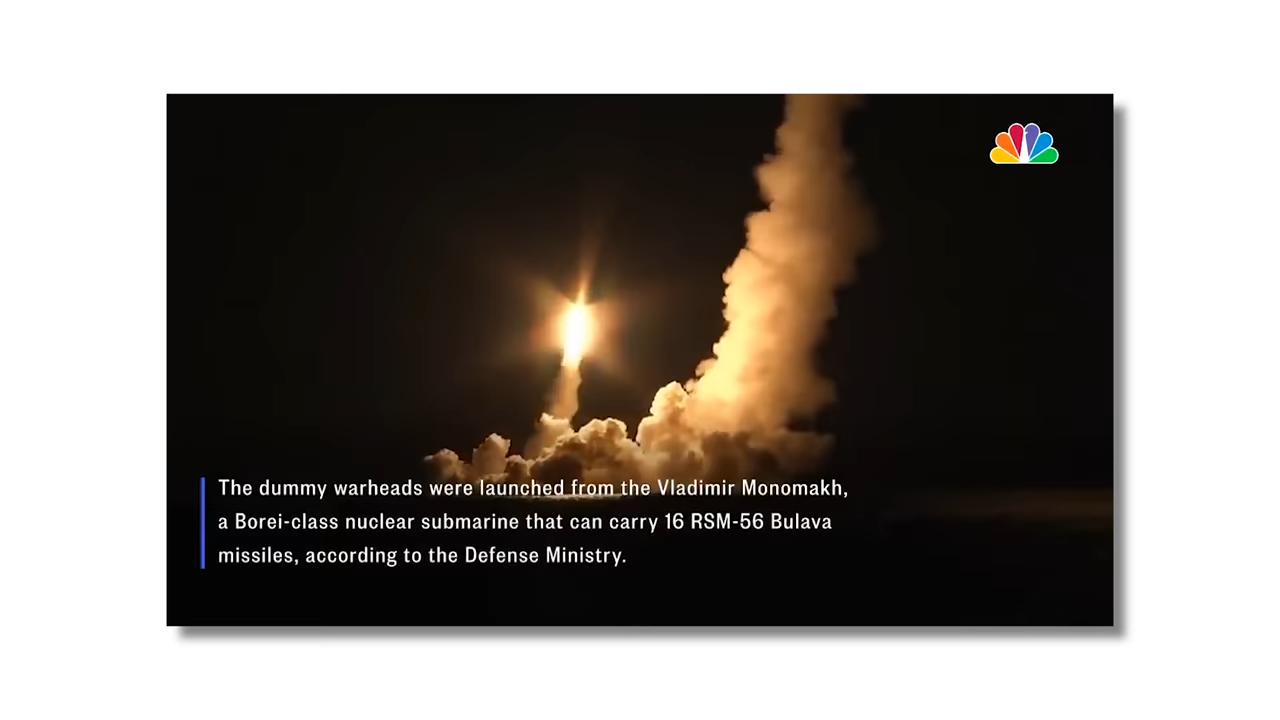 The dummy warheads were launched from the Vladimir Monomakh,
a Borei-class nuclear submarine that can carry 16 RSM-56 Bulava
missiles, according to the Defense Ministry.